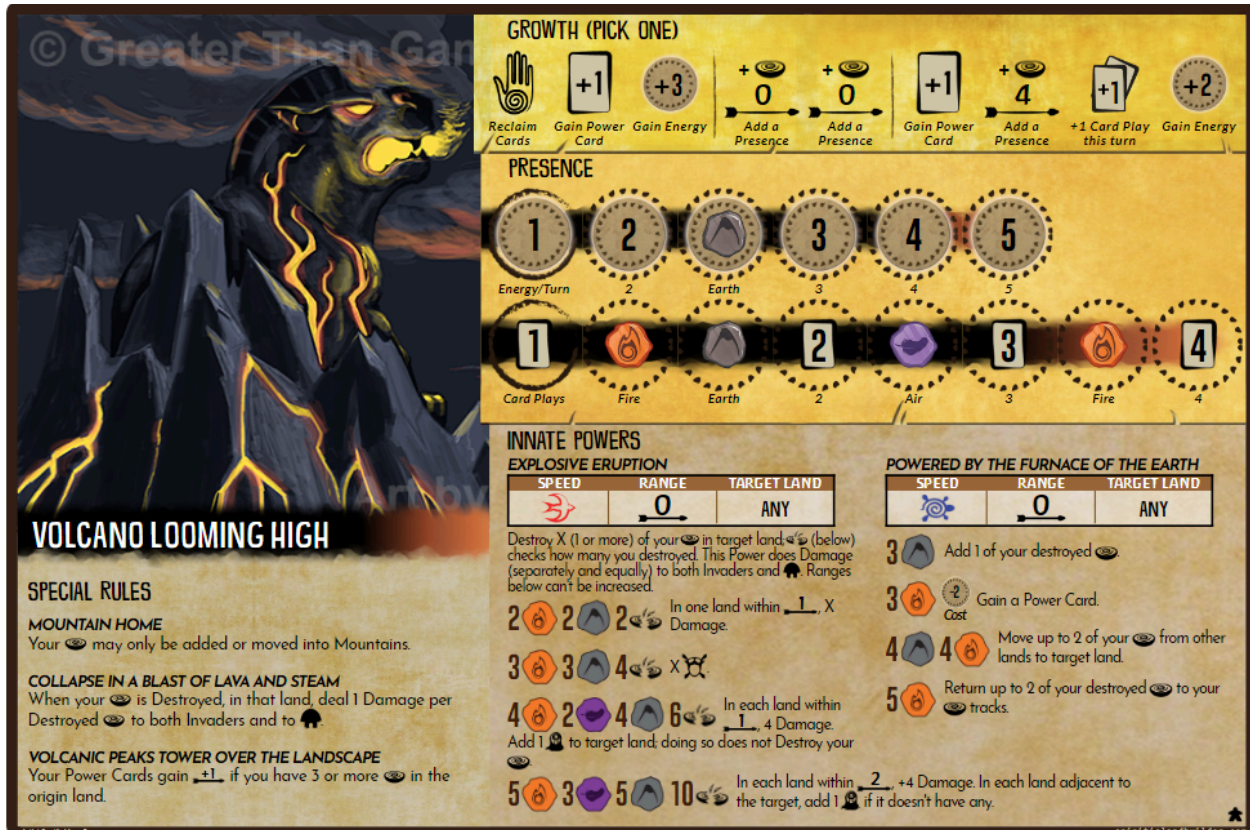 © Greater Than Gam
GROWTH (PICK ONE)
+1
+3
+
0
+
0
+1
+
4
+1
+2
Reclaim Cards
Gain Power Card
Gain Energy
Add a Presence
Add a Presence
Gain Power Card
Add a Presence
+1 Card Play this turn
Gain Energy
PRESENCE
1
2
3
4
5
Energy/Turn
2
Earth
3
4
5
1
2
3
4
Card Plays
Fire
Earth
2
Air
3
Fire
4
Art by
VOLCANO LOOMING HIGH
SPECIAL RULES
MOUNTAIN HOME
Your may only be added or moved into Mountains.
COLLAPSE IN A BLAST OF LAVA AND STEAM
When your is Destroyed, in that land, deal 1 Damage per
Destroyed to both Invaders and to .
VOLCANIC PEAKS TOWER OVER THE LANDSCAPE
Your Power Cards gain +1 if you have 3 or more in the
origin land.
INNATE POWERS
EXPLOSIVE ERUPTION
SPEED RANGE TARGET LAND
0 ANY
Destroy X (1 or more) of your in target land; (below)
checks how many you destroyed. This Power does Damage
(separately and equally) to both Invaders and . Ranges
below can't be increased.
2 2 2 In one land within 1, X
Damage.
3 3 4 X .
4 2 4 6 In each land within
1, 4 Damage.
Add 1 to target land; doing so does not Destroy your
.
5 3 5 10 In each land within 2, +4 Damage. In each land adjacent to
the target, add 1 if it doesn't have any.
POWERED BY THE FURNACE OF THE EARTH
SPEED RANGE TARGET LAND
0 ANY
3 Add 1 of your destroyed .
3 -2 Gain a Power Card.
Cost
4 4 Move up to 2 of your from other
lands to target land.
5 Return up to 2 of your destroyed to your
tracks.